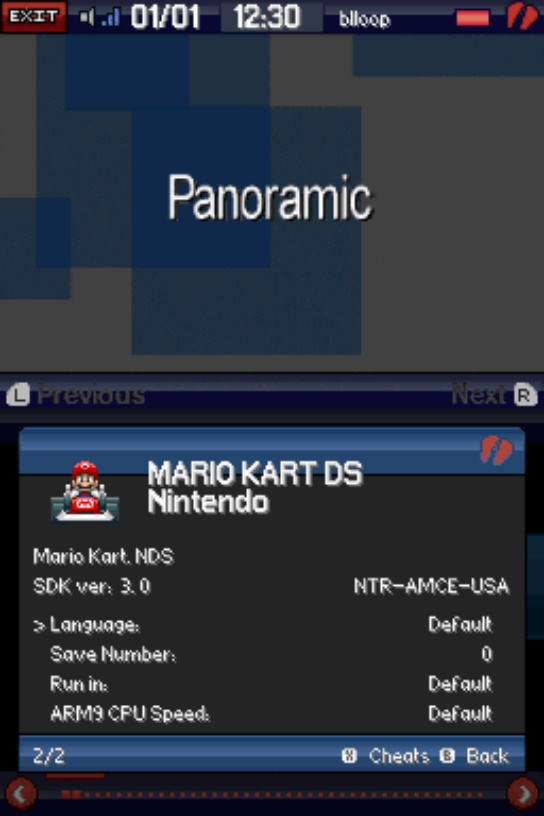 EXIT 01/01 12:30 blloop
Panoramic
L Previous Next R
MARIO KART DS
Nintendo
Mario Kart.NDS
SDK ver: 3.0 NTR-AMCE-USA
> Language: Default
Save Number: 0
Run in: Default
ARM9 CPU Speed: Default
2/2 X Cheats B Back